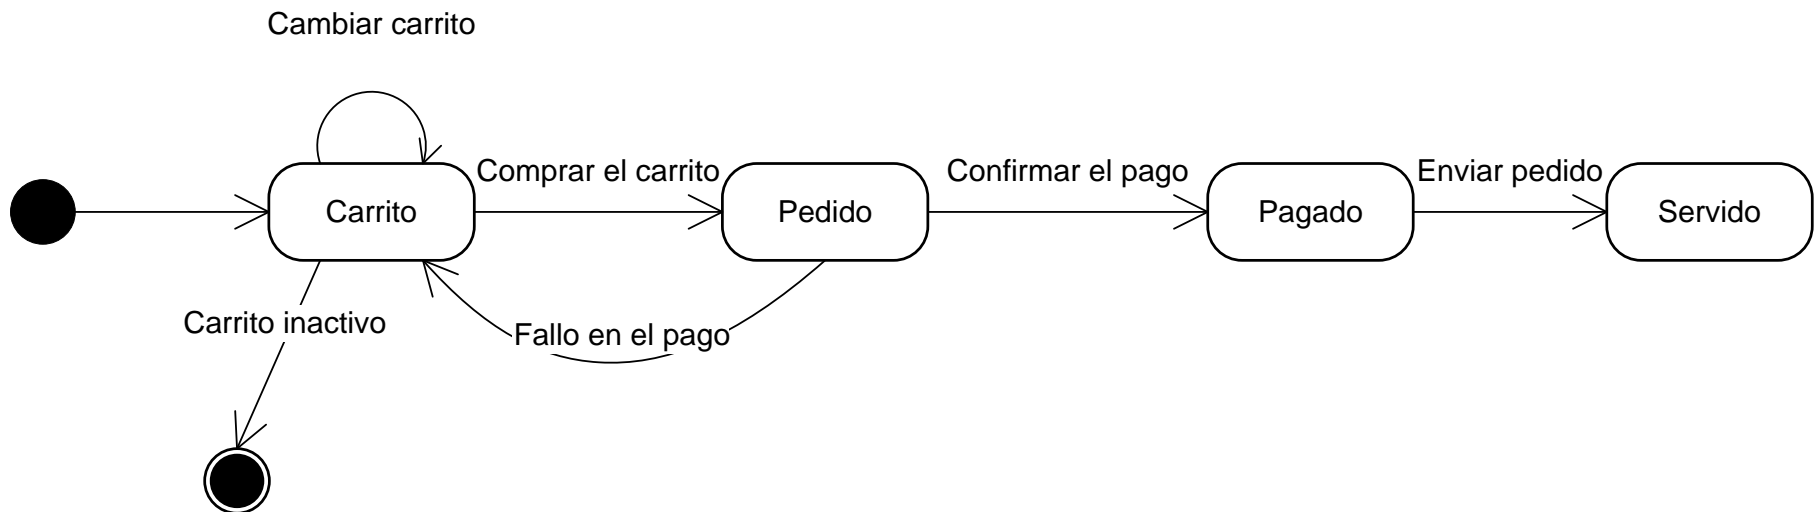 Cambiar carrito
Comprar el carrito
Confirmar el pago
Enviar pedido
Carrito
Pedido
Pagado
Servido
Carrito inactivo
Fallo en el pago